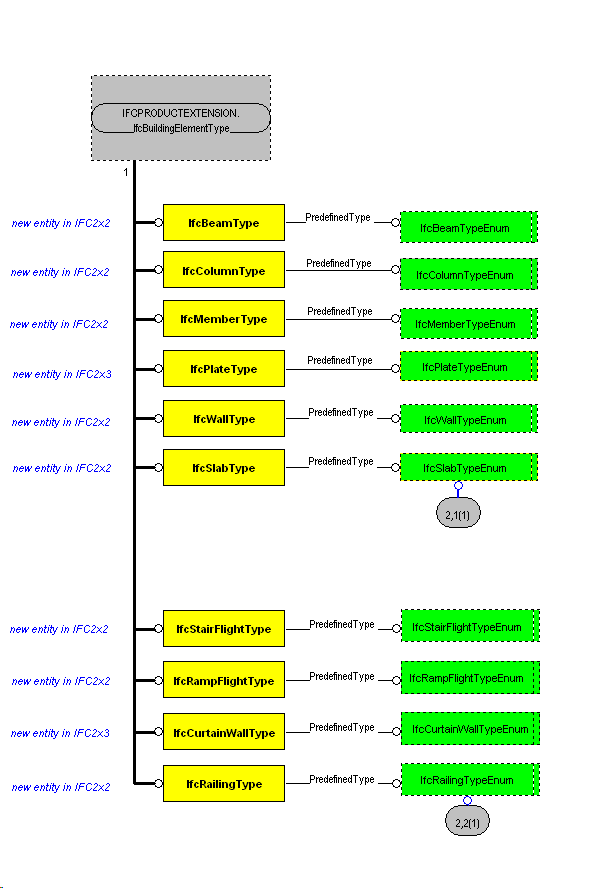 IFCPRODUCTEXTENSION.
IfcBuildingElementType
1
new entity in IFC2x2
IfcBeamType
PredefinedType
IfcBeamTypeEnum
new entity in IFC2x2
IfcColumnType
PredefinedType
IfcColumnTypeEnum
new entity in IFC2x2
IfcMemberType
PredefinedType
IfcMemberTypeEnum
new entity in IFC2x3
IfcPlateType
PredefinedType
IfcPlateTypeEnum
new entity in IFC2x2
IfcWallType
PredefinedType
IfcWallTypeEnum
new entity in IFC2x2
IfcSlabType
PredefinedType
IfcSlabTypeEnum
2,1(1)
new entity in IFC2x2
IfcStairFlightType
PredefinedType
IfcStairFlightTypeEnum
new entity in IFC2x2
IfcRampFlightType
PredefinedType
IfcRampFlightTypeEnum
new entity in IFC2x3
IfcCurtainWallType
PredefinedType
IfcCurtainWallTypeEnum
new entity in IFC2x2
IfcRailingType
PredefinedType
IfcRailingTypeEnum
2,2(1)